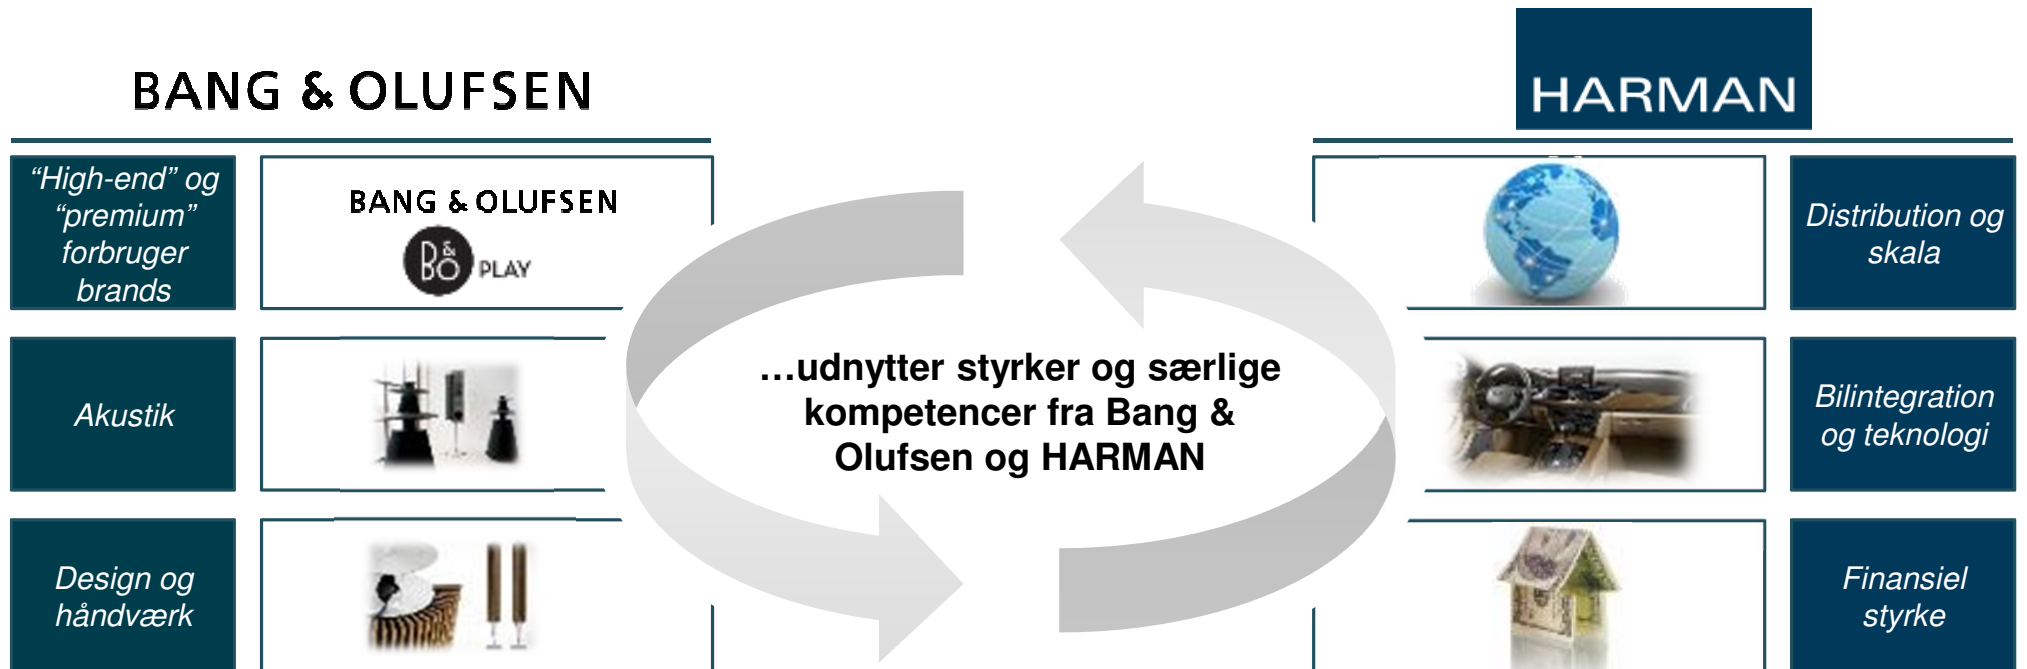 BANG & OLUFSEN
HARMAN
“High-end” og
“premium”
forbruger
brands
BANG & OLUFSEN
B&O PLAY
Distribution og
skala
Akustik
…udnytter styrker og særlige
kompetencer fra Bang &
Olufsen og HARMAN
Bilintegration
og teknologi
Design og
håndværk
Finansiel
styrke